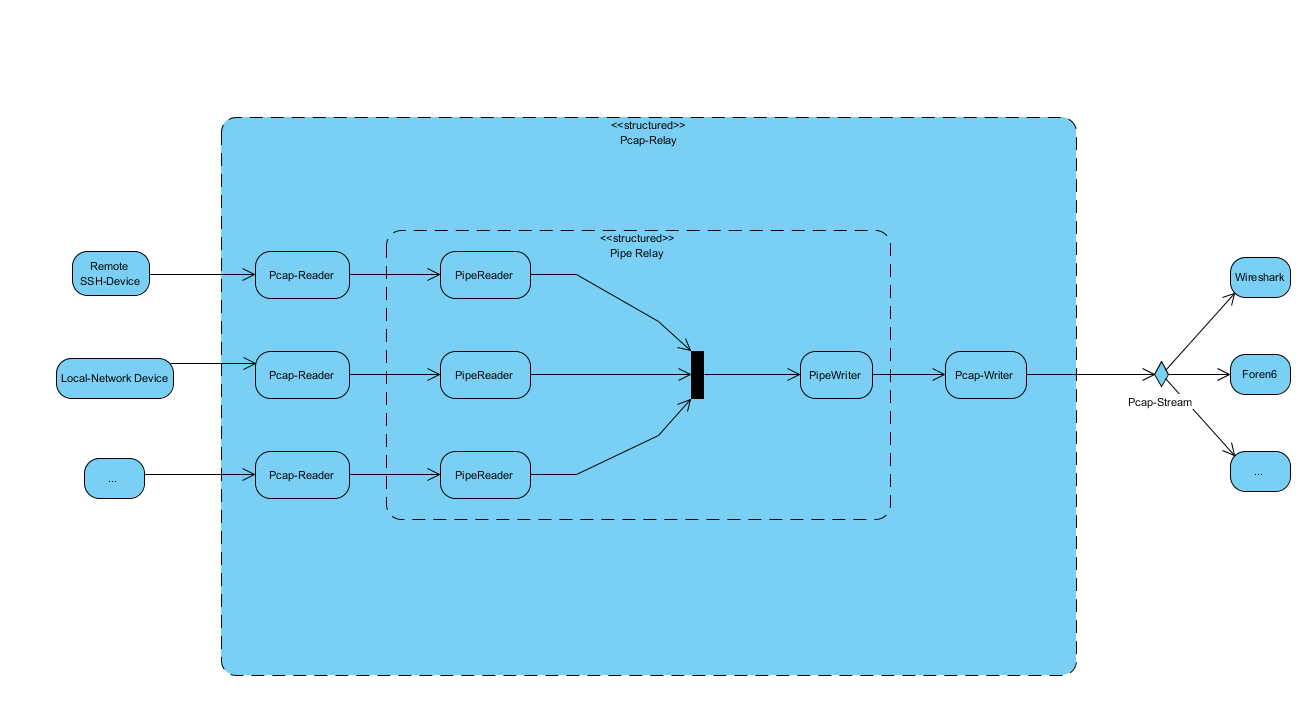 <<structured>>
Pcap-Relay
<<structured>>
Pipe Relay
Remote
SSH-Device
Pcap-Reader
PipeReader
Wireshark
Local-Network Device
Pcap-Reader
PipeReader
PipeWriter
Pcap-Writer
Foren6
Pcap-Stream
...
Pcap-Reader
PipeReader
...